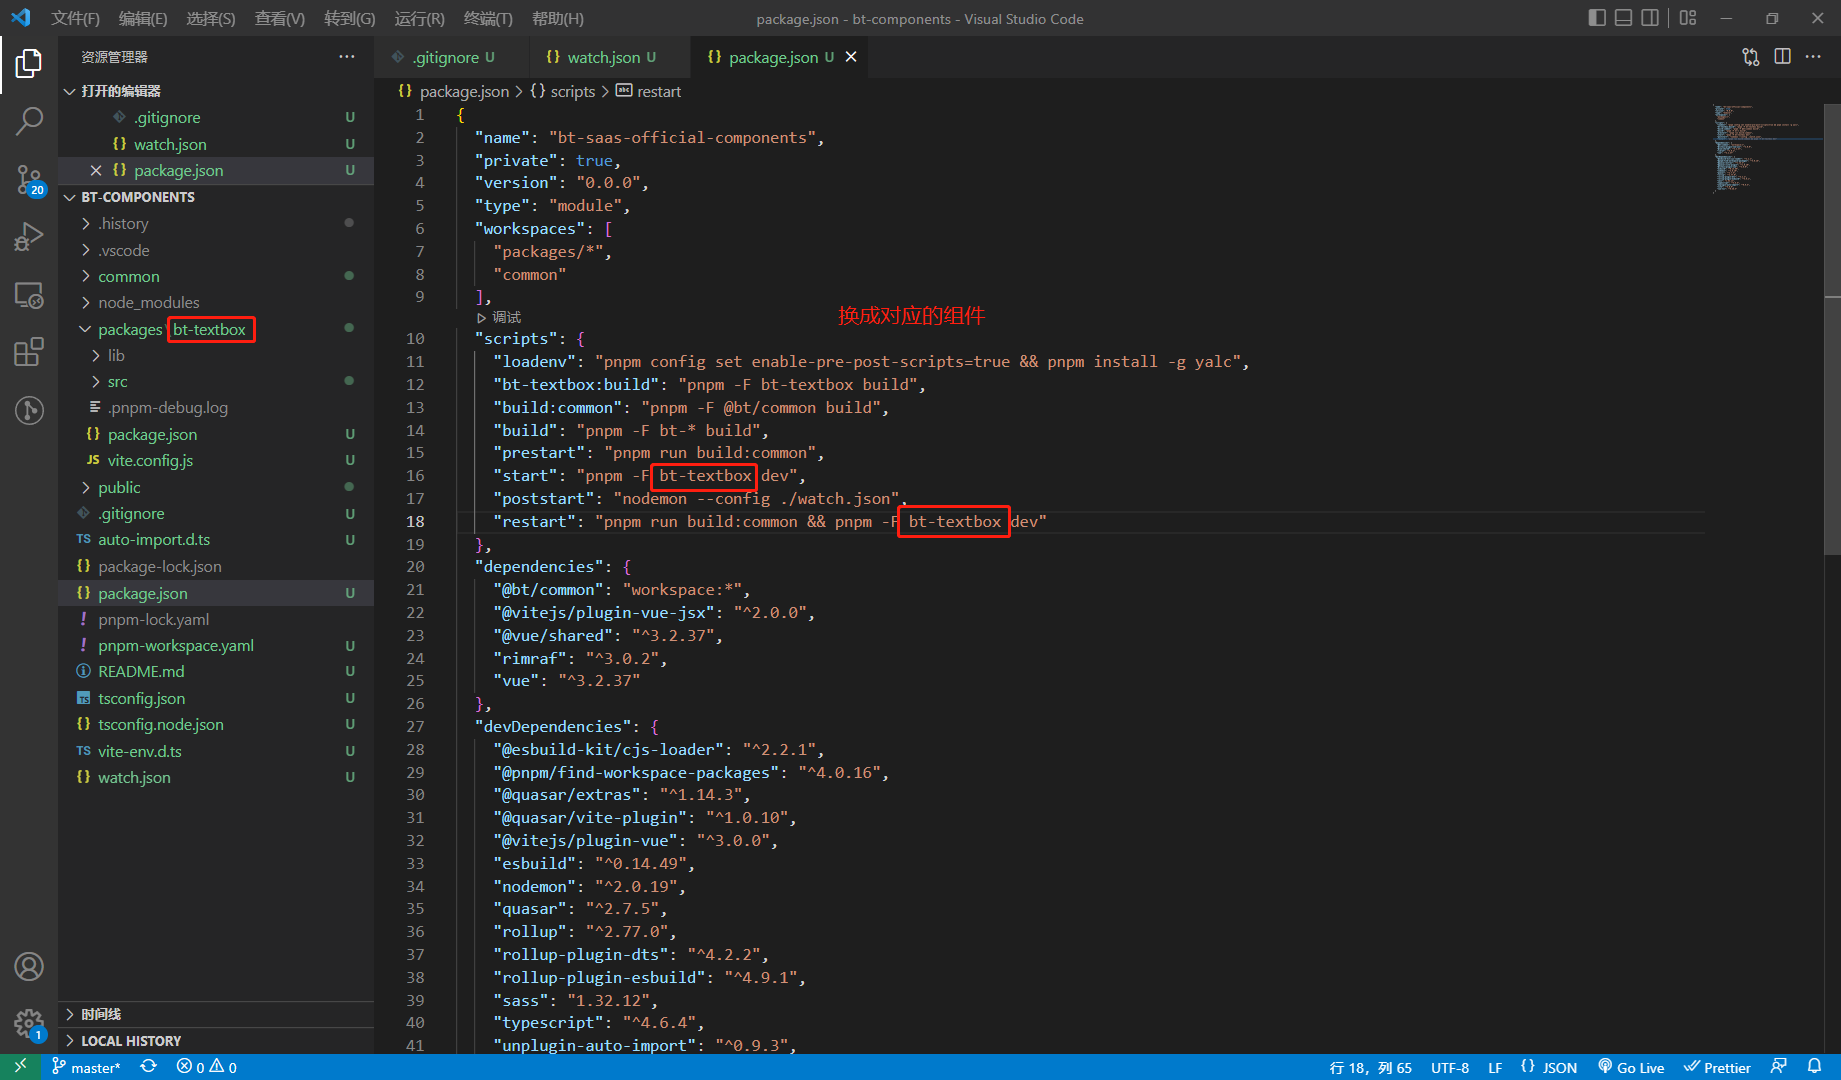 文件(F) 编辑(E) 选择(S) 查看(V) 转到(G) 运行(R) 终端(T) 帮助(H)
package.json - bt-components - Visual Studio Code
资源管理器
.gitignore U
watch.json U
package.json U
打开的编辑器
.gitignore U
watch.json U
package.json U
BT-COMPONENTS
.history
.vscode
common
node_modules
packages \ bt-textbox
lib
src
.pnpm-debug.log
package.json U
JS vite.config.js U
public
.gitignore U
TS auto-import.d.ts U
package-lock.json
package.json U
! pnpm-lock.yaml
! pnpm-workspace.yaml U
README.md U
tsconfig.json U
tsconfig.node.json U
TS vite-env.d.ts U
watch.json U
时间线
LOCAL HISTORY
20
1
{} package.son > {} scripts > restart
1 {
2 "name": "bt-saas-official-components",
3 "private": true,
4 "version": "0.0.0",
5 "type": "module",
6 "workspaces": [
7 "packages/*",
8 "common"
9 ],
调试
换成对应的组件
10 "scripts": {
11 "loadenv": "pnpm config set enable-pre-post-scripts=true && pnpm install -g yalc",
12 "bt-textbox:build": "pnpm -F bt-textbox build",
13 "build:common": "pnpm -F @bt/common build",
14 "build": "pnpm -F bt-* build",
15 "prestart": "pnpm run build:common",
16 "start": "pnpm -F bt-textbox dev",
17 "poststart": "nodemon --config ./watch.json",
18 "restart": "pnpm run build:common && pnpm -F bt-textbox dev"
19 },
20 "dependencies": {
21 "@bt/common": "workspace:*",
22 "@vitejs/plugin-vue-jsx": "^2.0.0",
23 "@vue/shared": "^3.2.37",
24 "rimraf": "^3.0.2",
25 "vue": "^3.2.37"
26 },
27 "devDependencies": {
28 "@esbuild-kit/cjs-loader": "^2.2.1",
29 "@pnpm/find-workspace-packages": "^4.0.16",
30 "@quasar/extras": "^1.14.3",
31 "@quasar/vite-plugin": "^1.0.10",
32 "@vitejs/plugin-vue": "^3.0.0",
33 "esbuild": "^0.14.49",
34 "nodemon": "^2.0.19",
35 "quasar": "^2.7.5",
36 "rollup": "^2.77.0",
37 "rollup-plugin-dts": "^4.2.2",
38 "rollup-plugin-esbuild": "^4.9.1",
39 "sass": "1.32.12",
40 "typescript": "^4.6.4",
41 "unplugin-auto-import": "^0.9.3",
master* 0 0 行 18，列 65 UTF-8 LF {} JSON Go Live Prettier